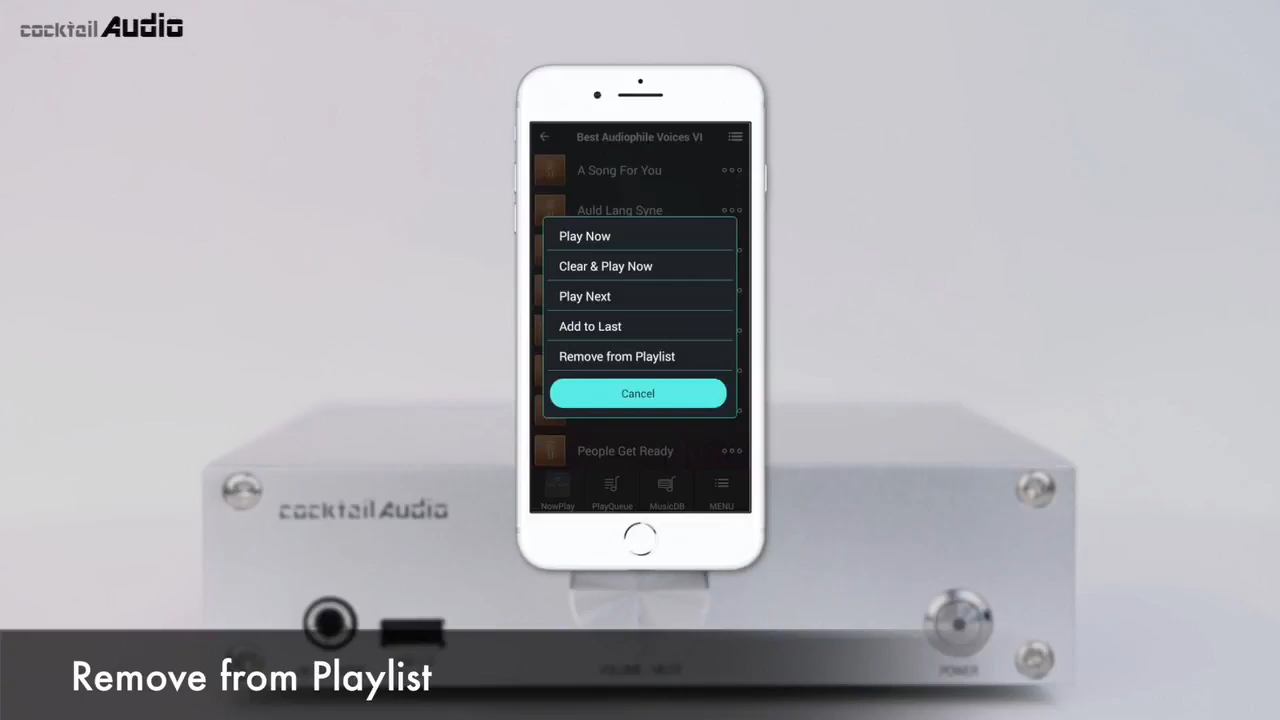 cocktail Audio
Best Audiophile Voices VI
A Song For You
Auld Lang Syne
Play Now
Clear & Play Now
Play Next
Add to Last
Remove from Playlist
Cancel
People Get Ready
NowPlay
PlayQueue
MusicDB
MENU
cocktail Audio
POWER
Remove from Playlist